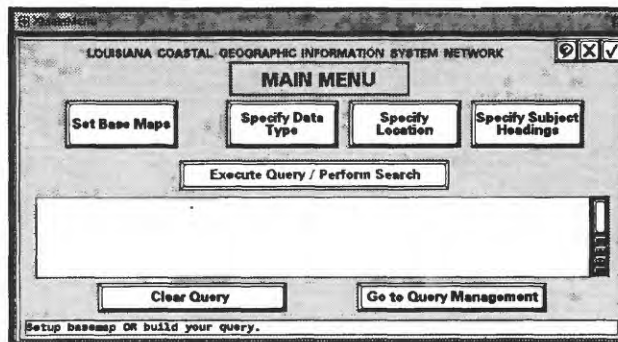 LOUISIANA COASTAL GEOGRAPHIC INFORMATION SYSTEM NETWORK
MAIN MENU
Set Base Maps
Specify Data
Type
Specify
Location
Specify Subject
Headings
Execute Query / Perform Search
Clear Query
Go to Query Management
Setup basemap OR build your query.